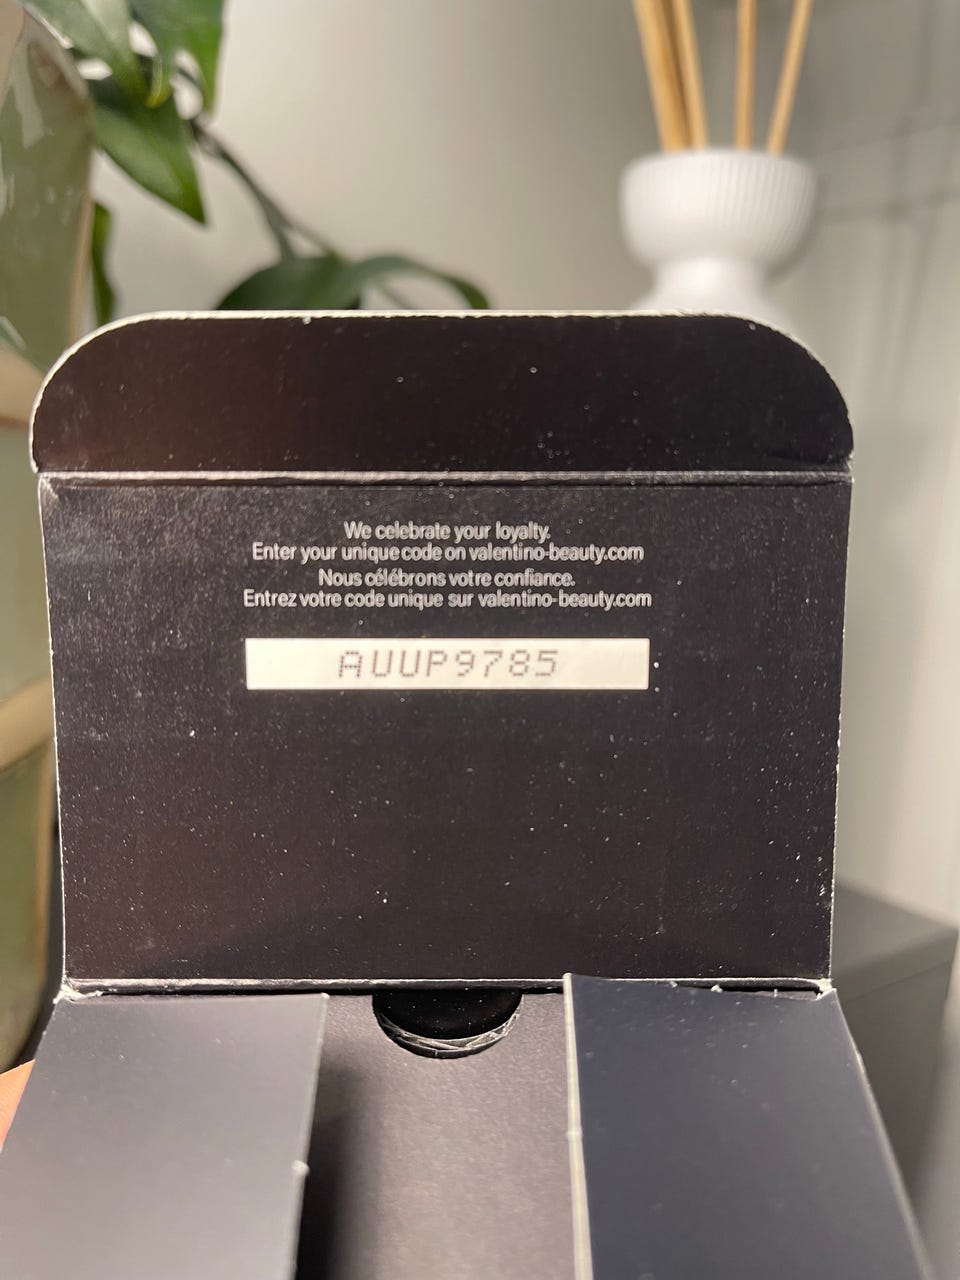 We celebrate your loyalty.
Enter your unique code on valentino-beauty.com
Nous célébrons votre confiance.
Entrez votre code unique sur valentino-beauty.com
AUUP9785